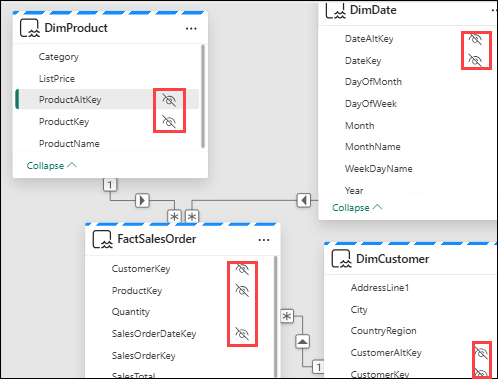 DimProduct
Category
ListPrice
ProductAltKey
ProductKey
ProductName
Collapse
DimDate
DateAltKey
DateKey
DayOfMonth
DayOfWeek
Month
MonthName
WeekDayName
Year
Collapse
1
*
*
FactSalesOrder
CustomerKey
ProductKey
Quantity
SalesOrderDateKey
SalesOrderKey
SalesTotal
*
1
DimCustomer
AddressLine1
City
CountryRegion
CustomerAltKey
CustomerKey